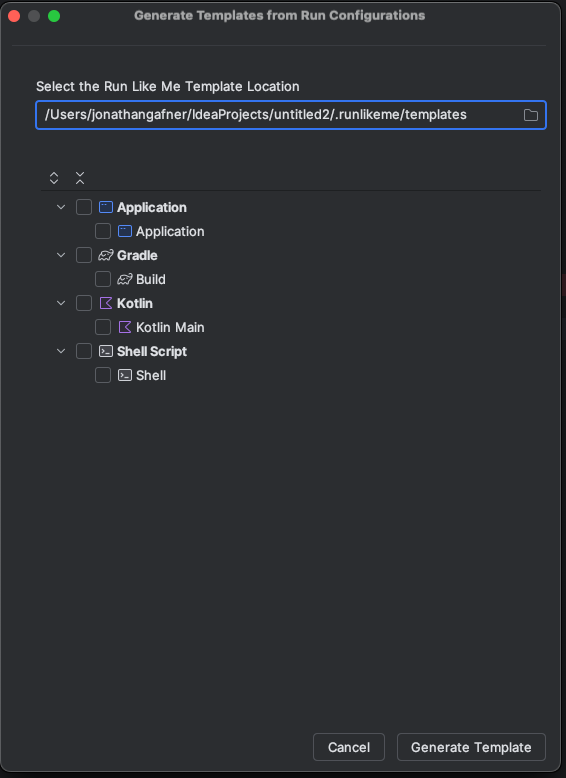 Generate Templates from Run Configurations
Select the Run Like Me Template Location
/Users/jonathangafner/IdeaProjects/untitled2/.runlikeme/templates
Application
Application
Gradle
Build
Kotlin
Kotlin Main
Shell Script
Shell
Cancel Generate Template